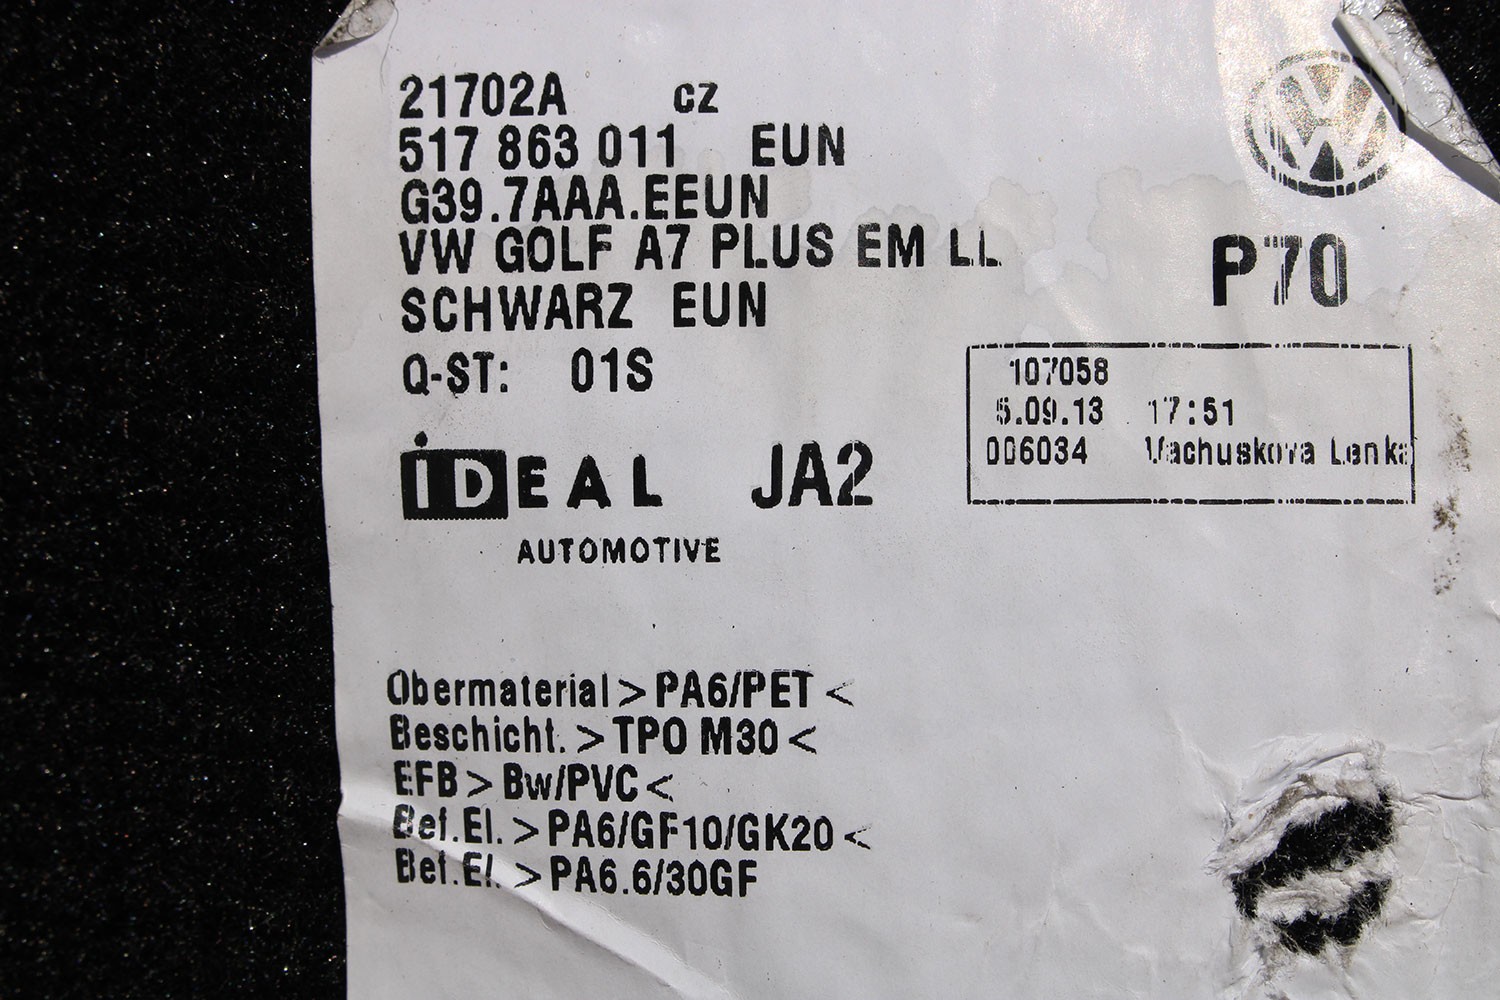 21702A CZ
517 863 011 EUN
G39.7AAA.EEUN
VW GOLF A7 PLUS EM LL
P70
SCHWARZ EUN
Q-ST: 01S
107058
5.09.13 17:51
006034 Vachuskova Lenka
iDEAL JA2
AUTOMOTIVE
Obermaterial > PA6/PET <
Beschicht. > TPO M30 <
EFB > Bw/PVC <
Bef.El. > PA6/GF10/GK20 <
Bef.El. > PA6.6/30GF